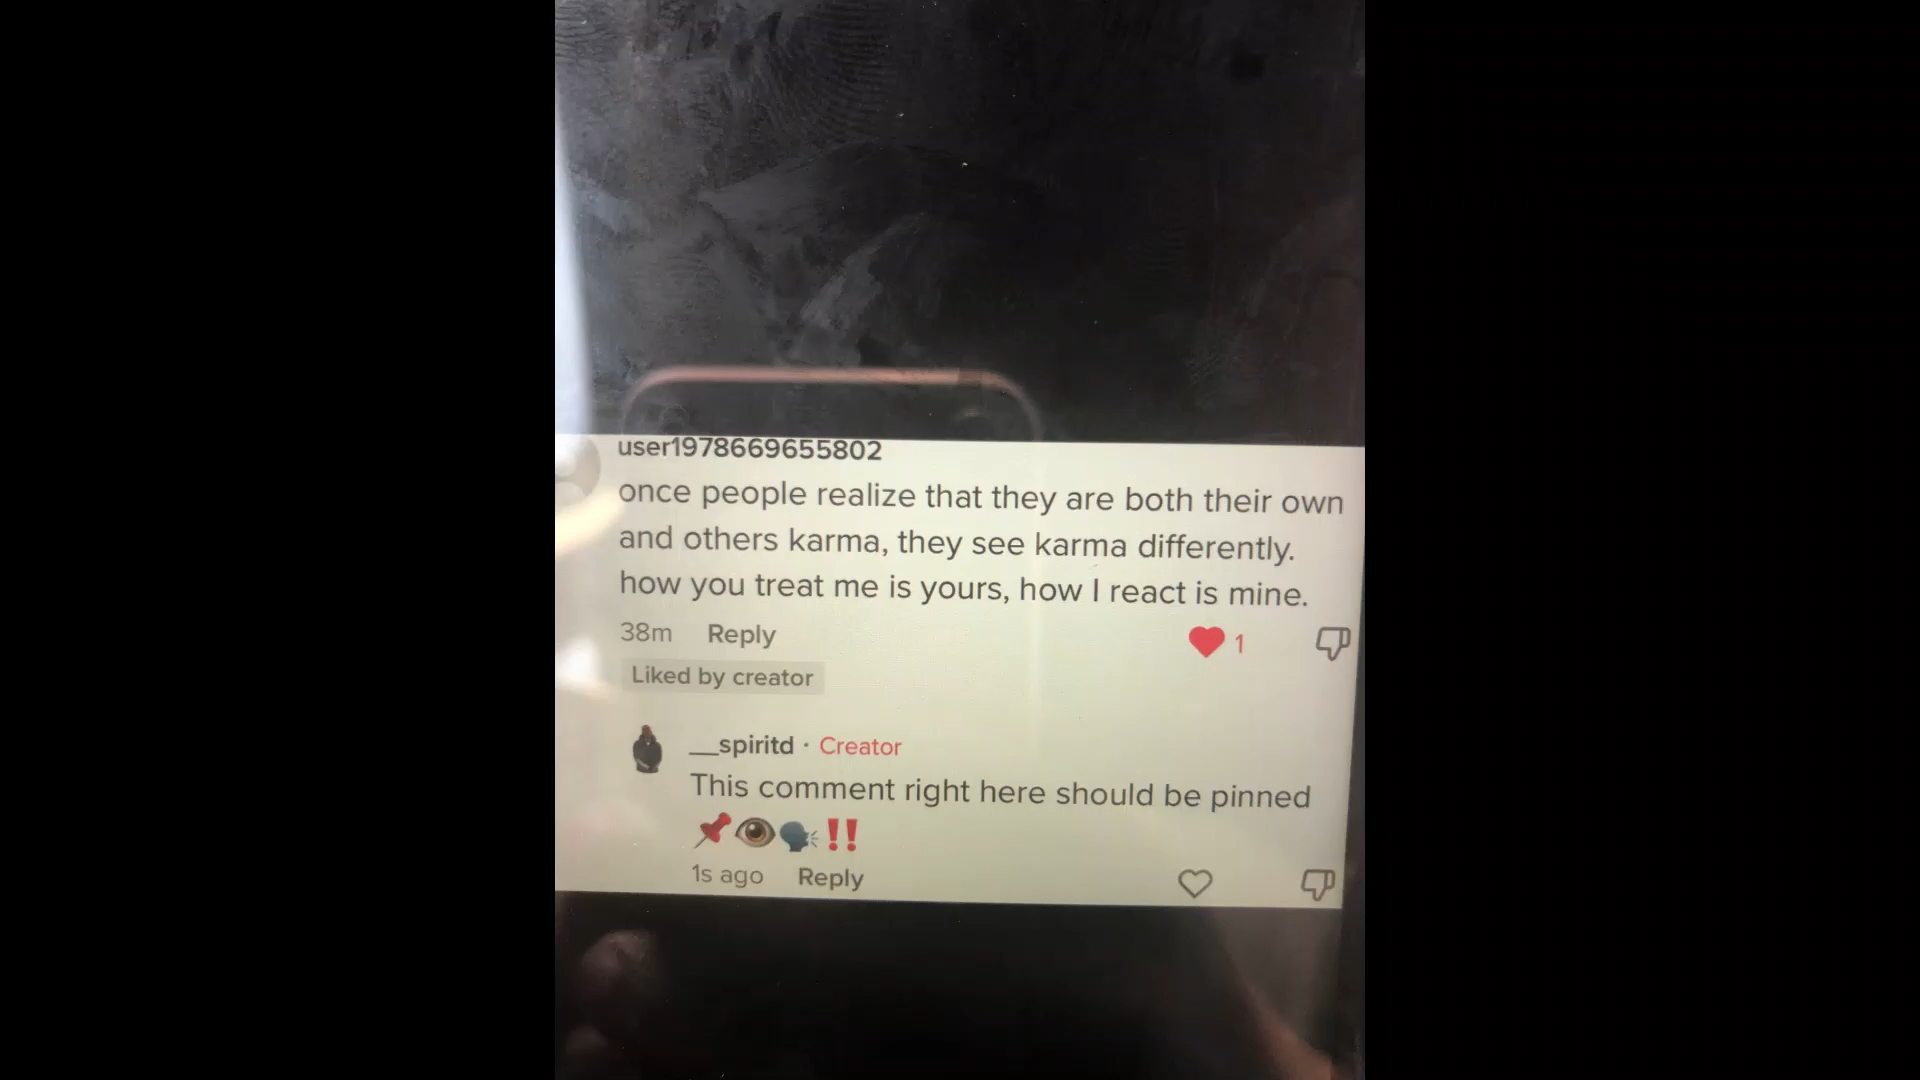 user1978669655802
once people realize that they are both their own
and others karma, they see karma differently.
how you treat me is yours, how I react is mine.
38m Reply 1
Liked by creator
__spiritd · Creator
This comment right here should be pinned
📌👁️🗣️‼️
1s ago Reply